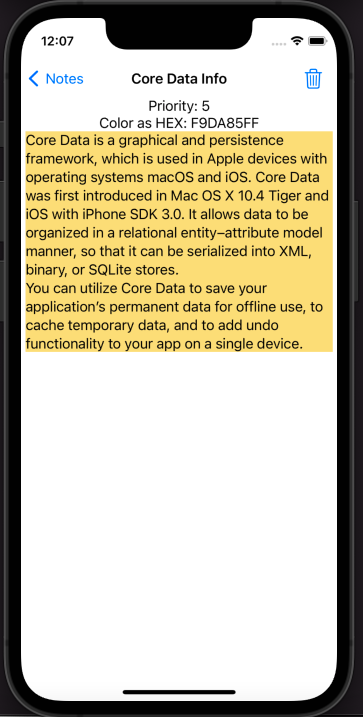 12:07
Notes
Core Data Info
Priority: 5
Color as HEX: F9DA85FF
Core Data is a graphical and persistence
framework, which is used in Apple devices with
operating systems macOS and iOS. Core Data
was first introduced in Mac OS X 10.4 Tiger and
iOS with iPhone SDK 3.0. It allows data to be
organized in a relational entity–attribute model
manner, so that it can be serialized into XML,
binary, or SQLite stores.
You can utilize Core Data to save your
application’s permanent data for offline use, to
cache temporary data, and to add undo
functionality to your app on a single device.